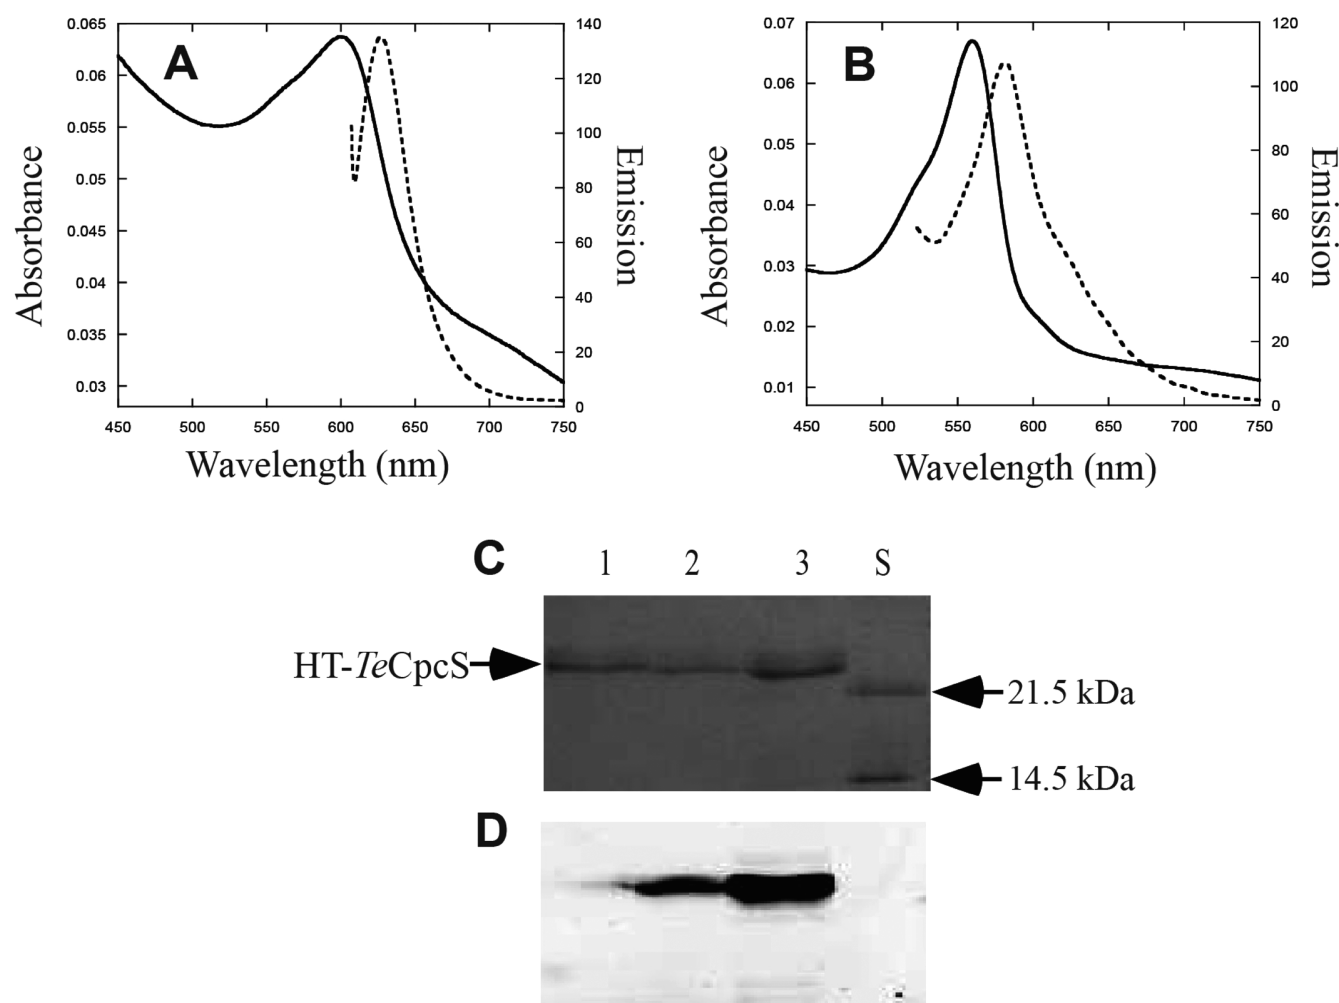 A
0.065
0.06
0.055
0.05
0.045
0.04
0.035
0.03
Absorbance
140
120
100
80
60
40
20
0
Emission
450 500 550 600 650 700 750
Wavelength (nm)
B
0.07
0.06
0.05
0.04
0.03
0.02
0.01
Absorbance
120
100
80
60
40
20
0
Emission
450 500 550 600 650 700 750
Wavelength (nm)
C
1 2 3 S
HT-TeCpcS
21.5 kDa
14.5 kDa
D